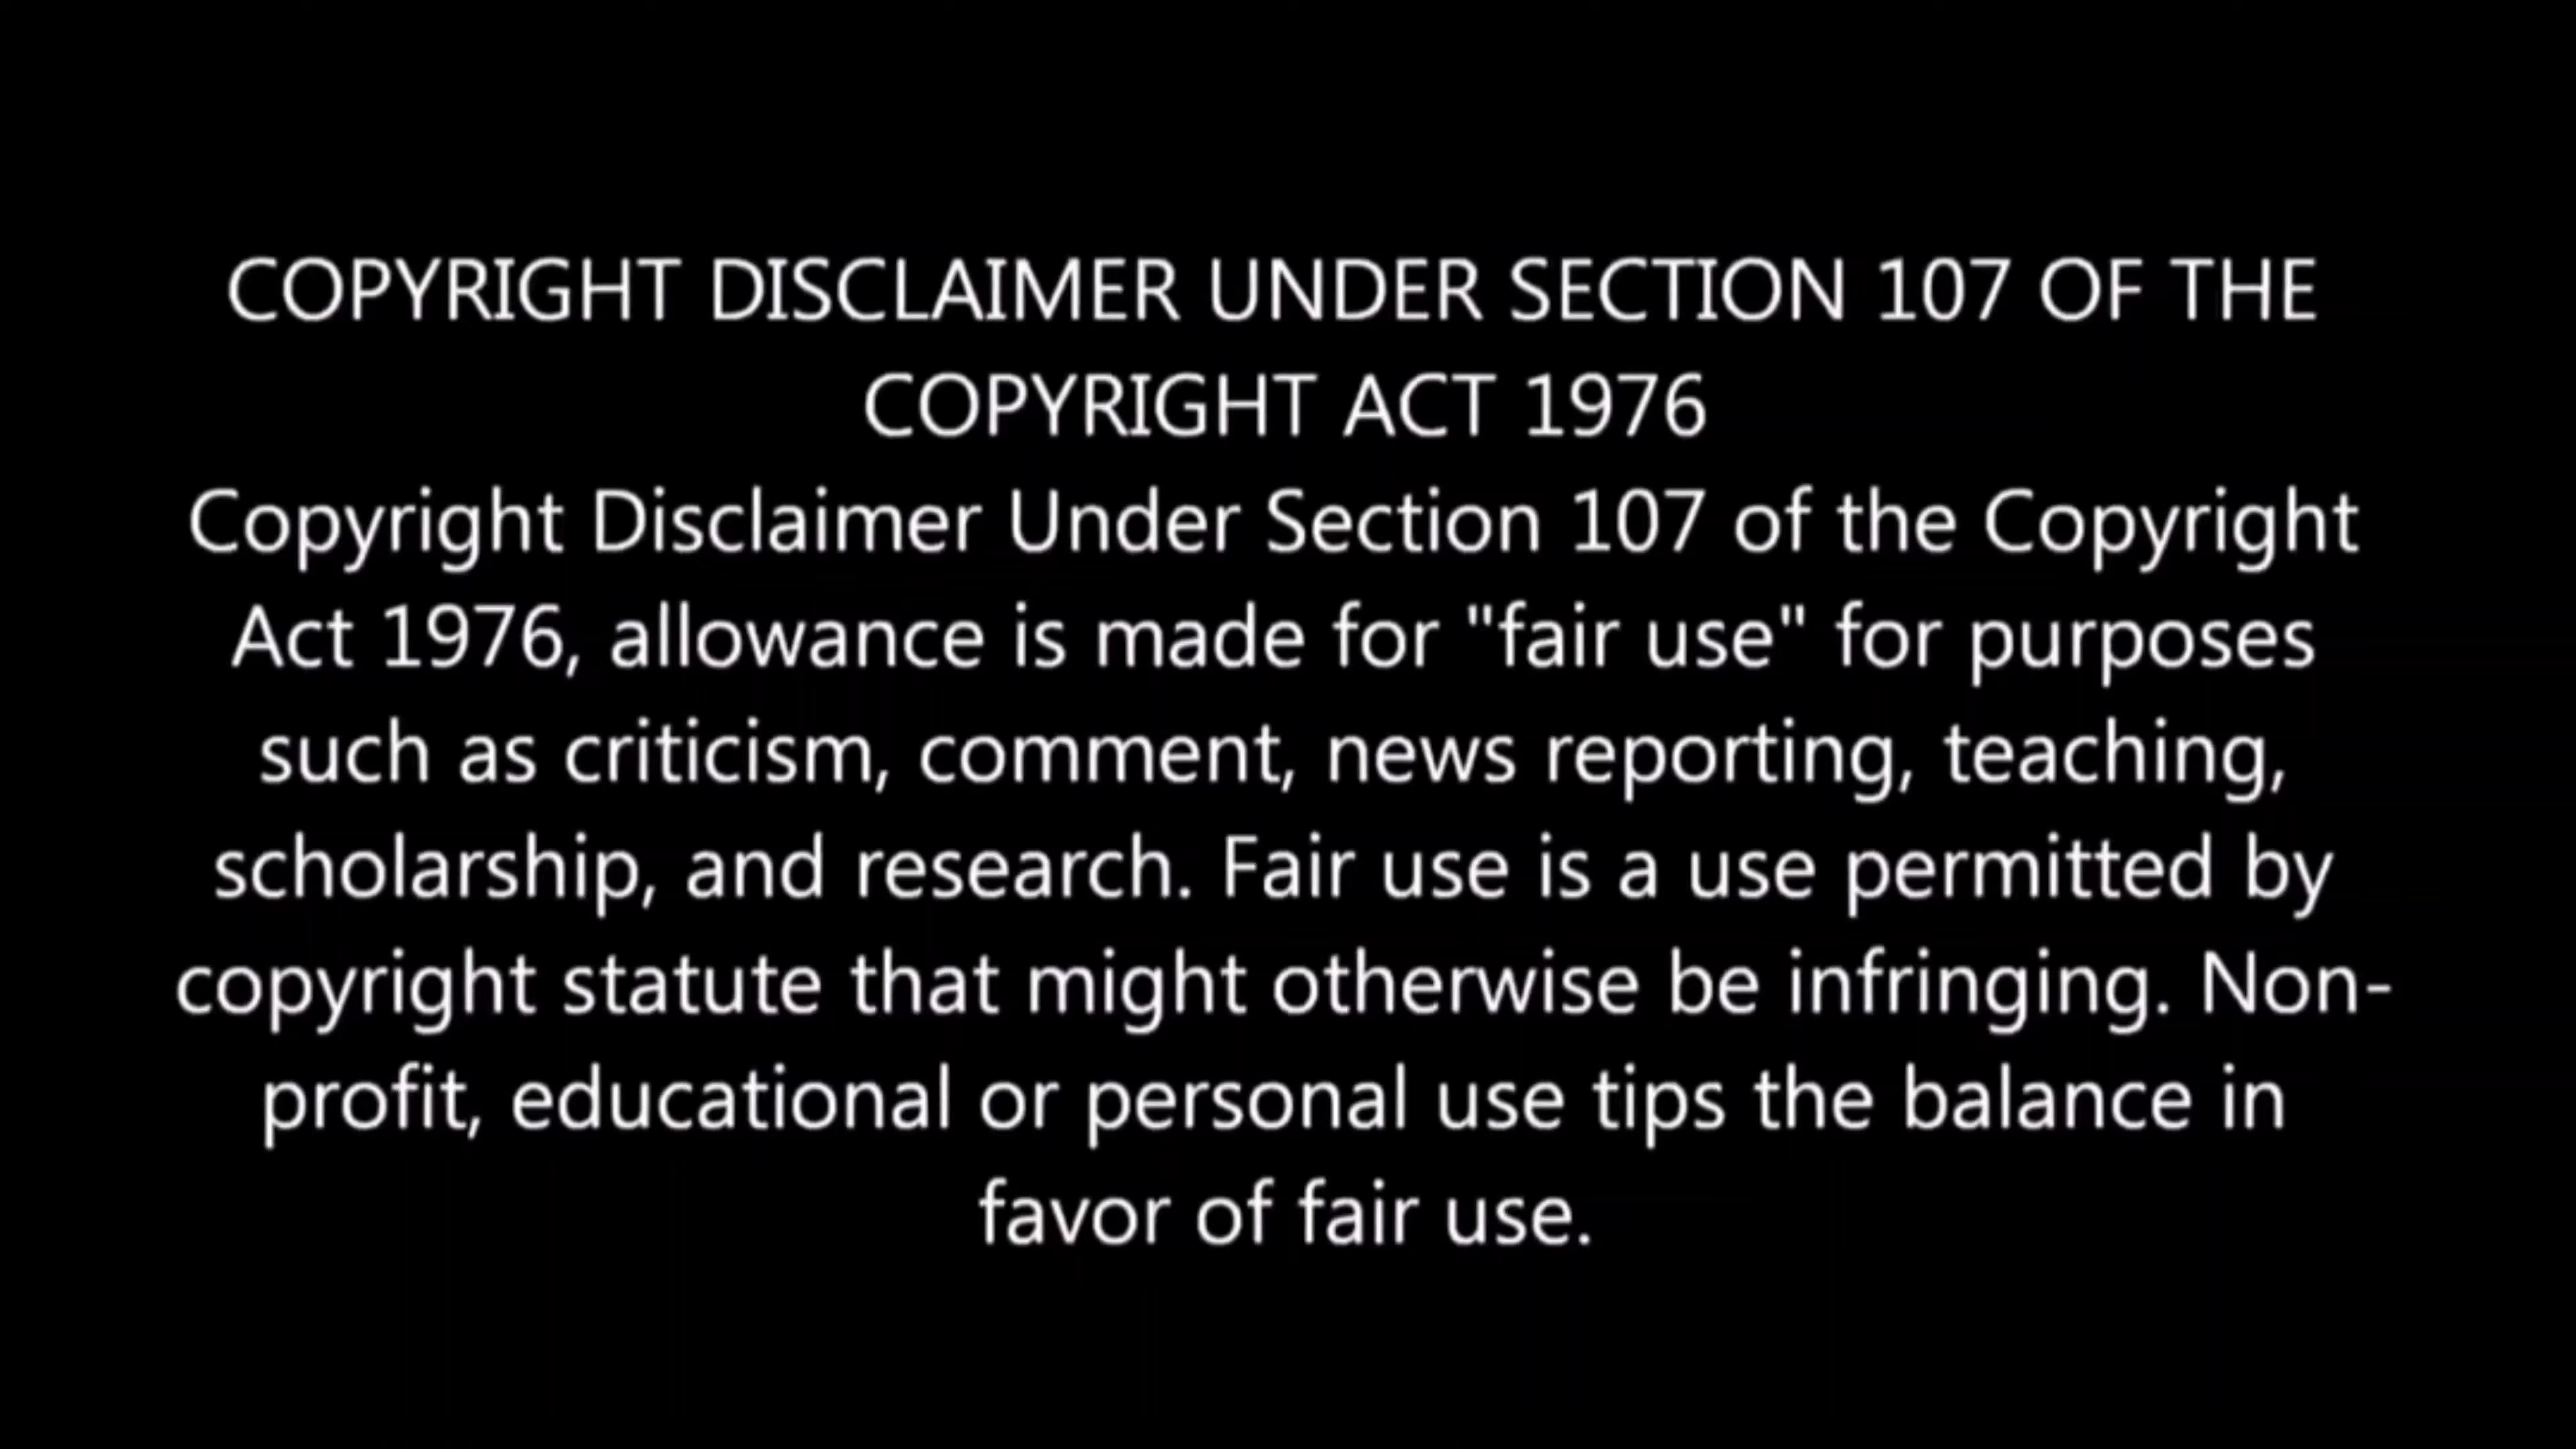 COPYRIGHT DISCLAIMER UNDER SECTION 107 OF THE
COPYRIGHT ACT 1976
Copyright Disclaimer Under Section 107 of the Copyright
Act 1976, allowance is made for "fair use" for purposes
such as criticism, comment, news reporting, teaching,
scholarship, and research. Fair use is a use permitted by
copyright statute that might otherwise be infringing. Non-
profit, educational or personal use tips the balance in
favor of fair use.